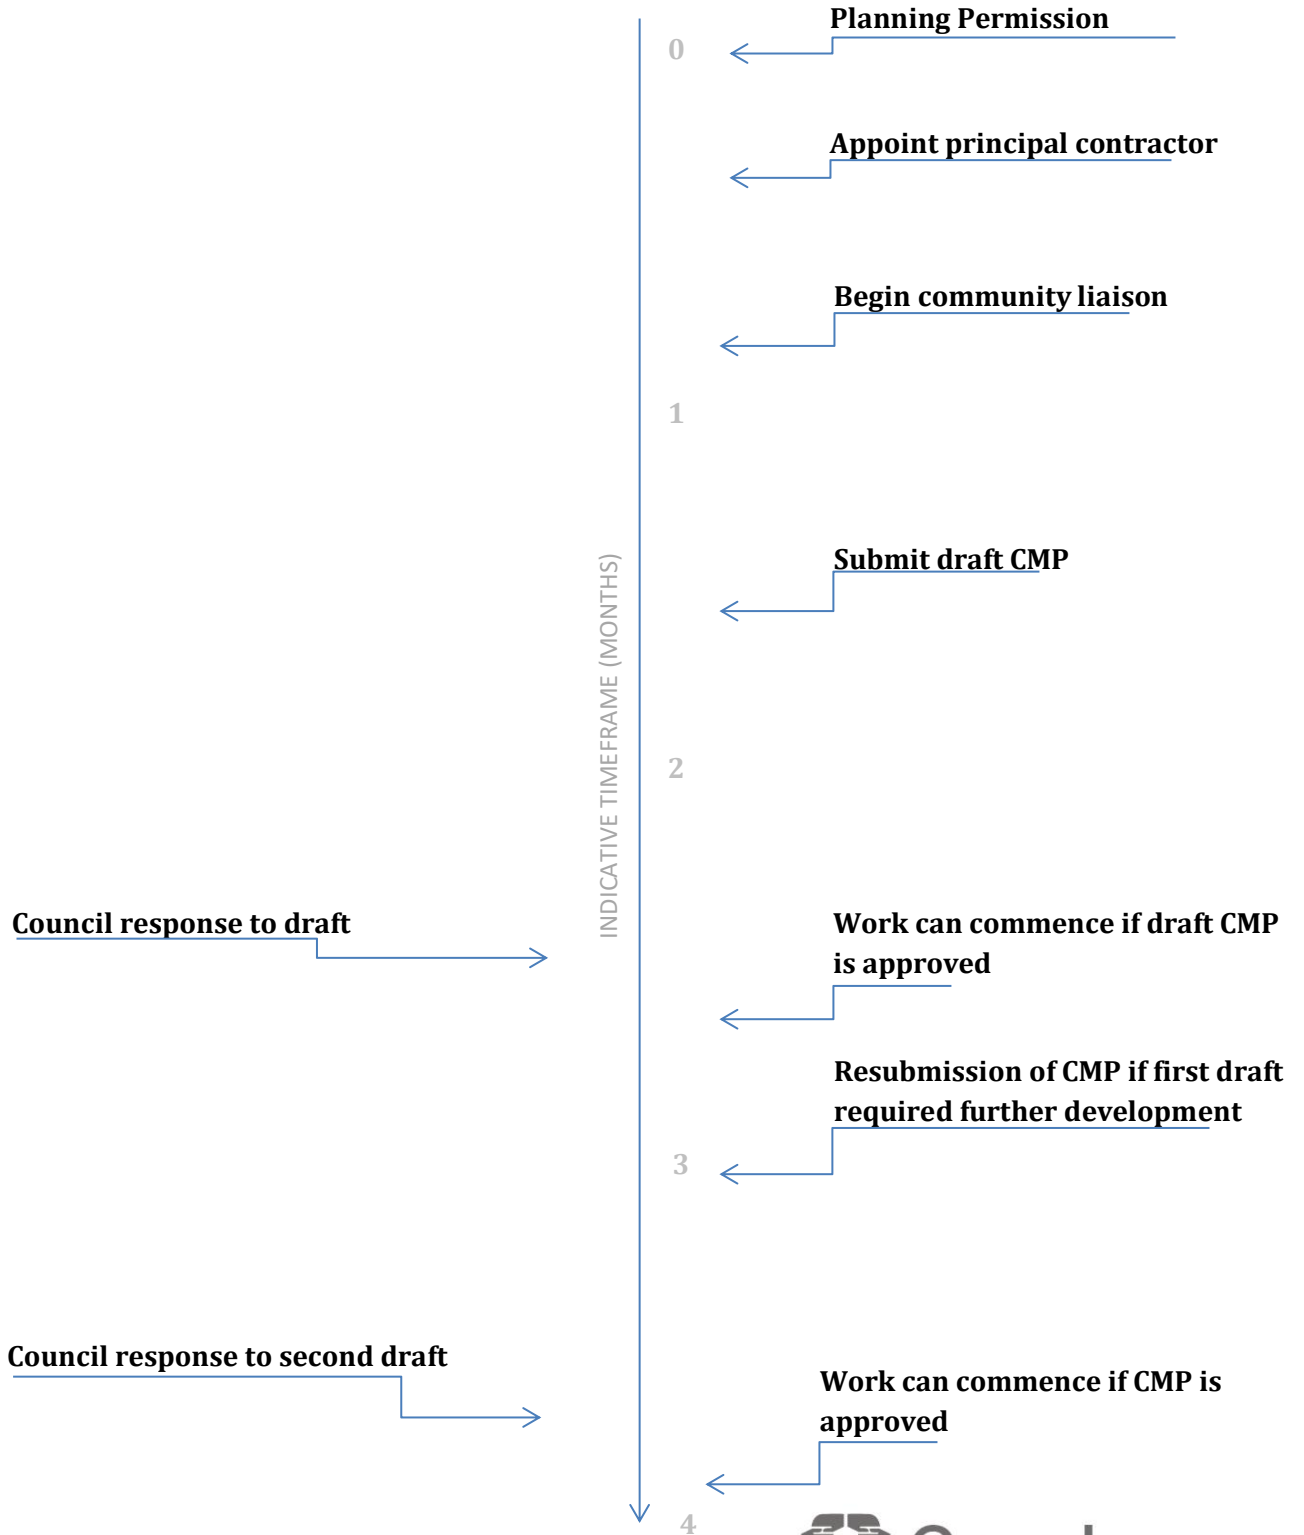 Planning Permission
0
Appoint principal contractor
Begin community liaison
1
Submit draft CMP
INDICATIVE TIMEFRAME (MONTHS)
2
Council response to draft
Work can commence if draft CMP
is approved
Resubmission of CMP if first draft
required further development
3
Council response to second draft
Work can commence if CMP is
approved
4